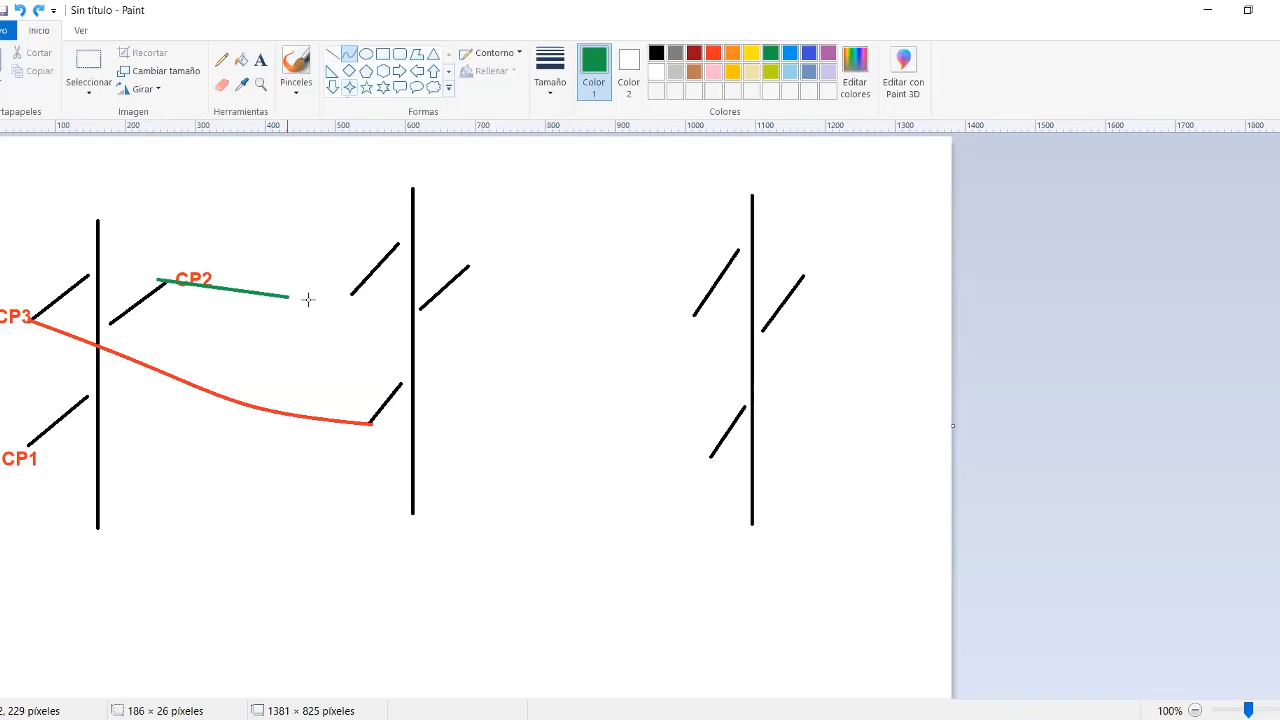 Sin título - Paint
vo Inicio Ver
Cortar
Copiar
Recortar
Cambiar tamaño
Girar
Seleccionar
Pinceles
Contorno
Rellenar
Tamaño
Color 1
Color 2
Editar colores
Editar con Paint 3D
rtapapeles Imagen Herramientas Formas Colores
100 200 300 400 500 600 700 800 900 1000 1100 1200 1300 1400 1500 1600 1700 1800
CP2
CP3
CP1
2, 229 píxeles 186 × 26 píxeles 1381 × 825 píxeles 100%